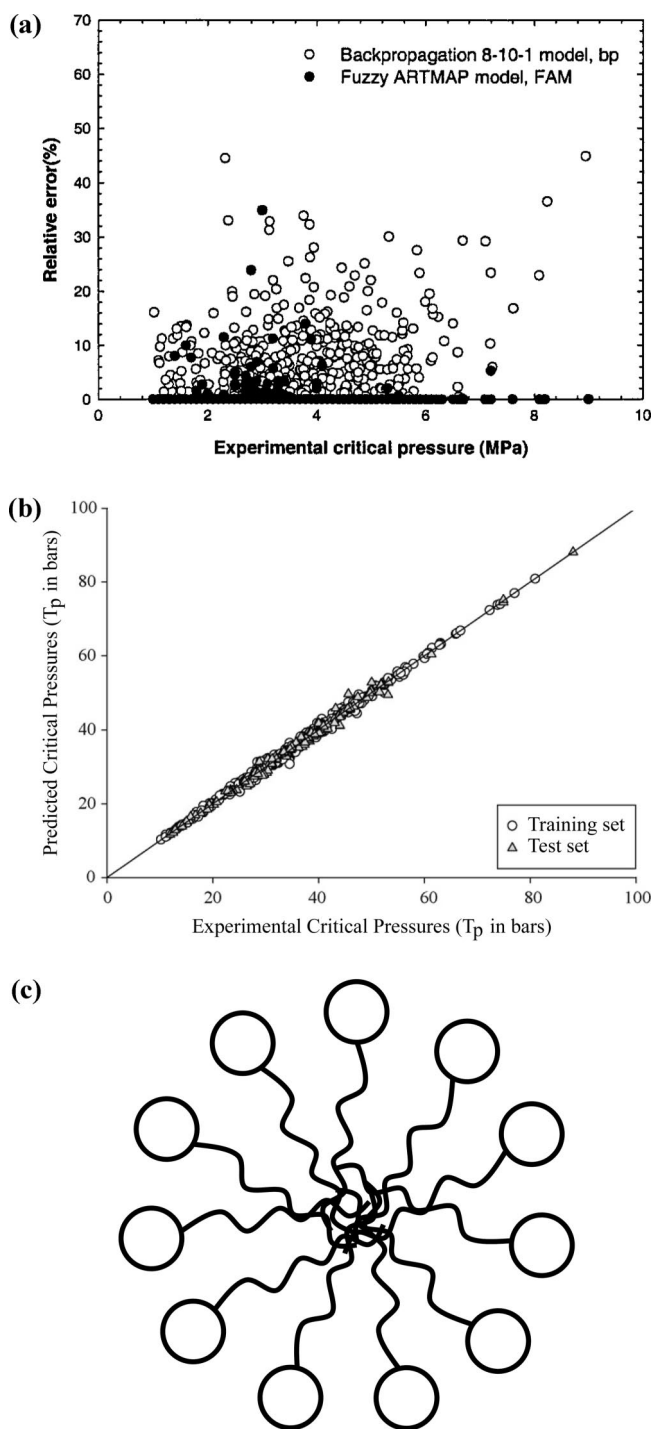 (a)
70
60
50
40
30
20
10
0
Relative error(%)
Backpropagation 8-10-1 model, bp
Fuzzy ARTMAP model, FAM
0 2 4 6 8 10
Experimental critical pressure (MPa)
(b)
100
80
60
40
20
0
Predicted Critical Pressures (Tp in bars)
Training set
Test set
0 20 40 60 80 100
Experimental Critical Pressures (Tp in bars)
(c)